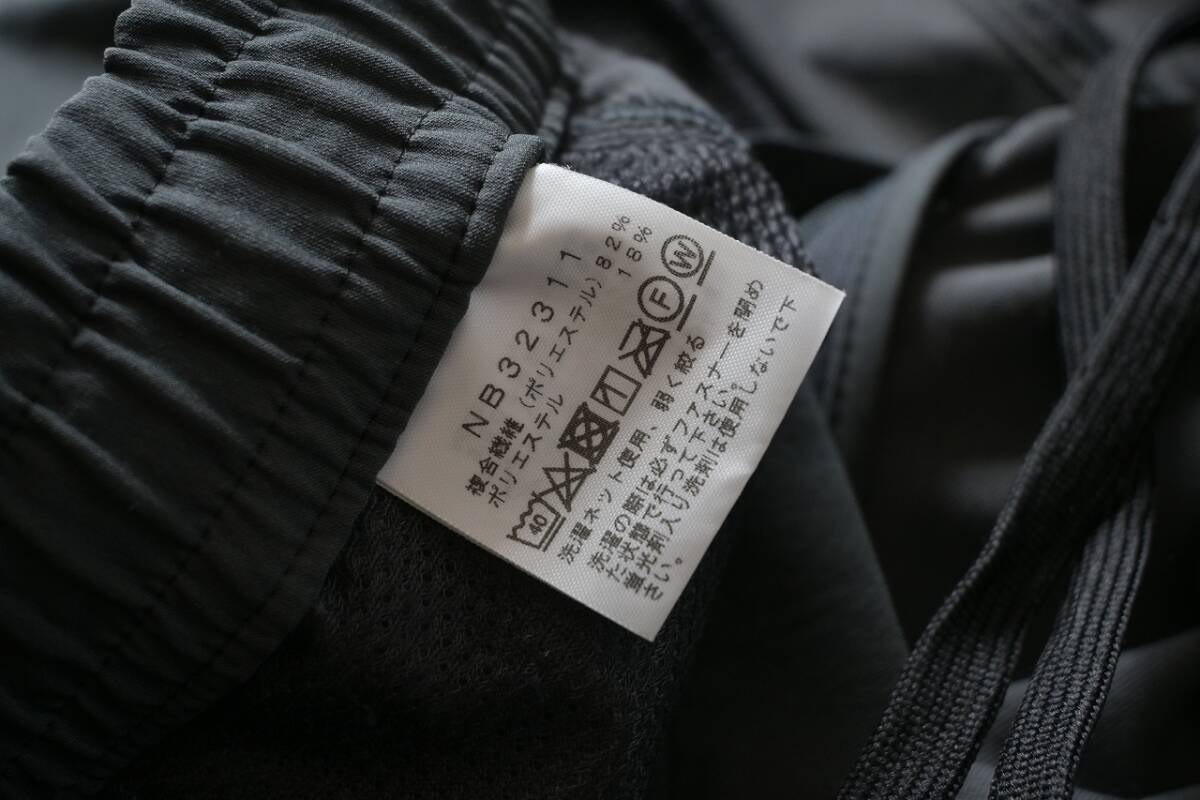 NB32311
複合繊維(ポリエステル)82%
ポリエステル 18%
40 F W
洗濯ネット使用、弱く絞る
洗濯の際は必ずファスナーを閉め
た状態で行って下さい。
蛍光剤入り洗剤は使用しないで下
さい。